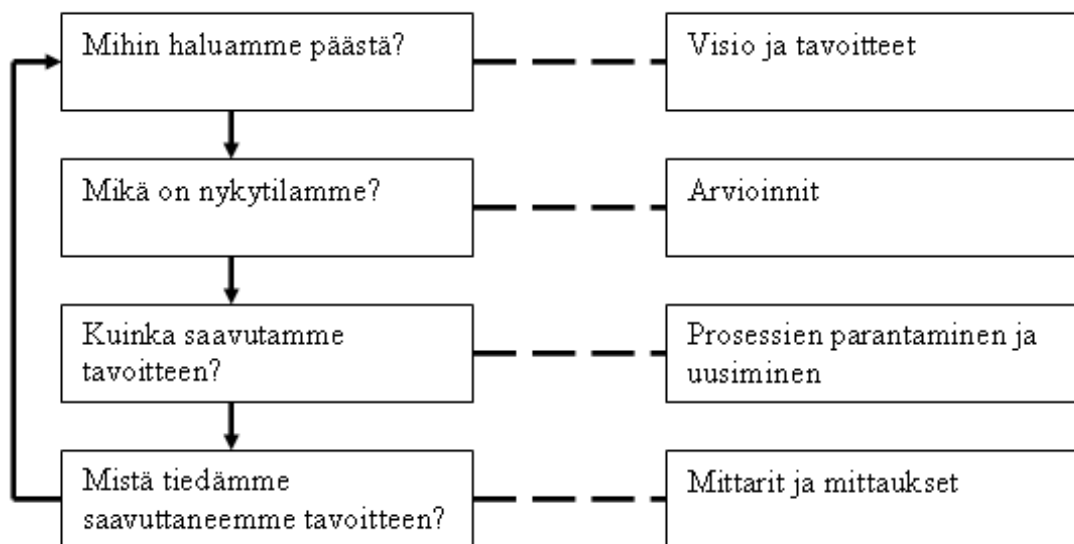 Mihin haluamme päästä?
Visio ja tavoitteet
Mikä on nykytilamme?
Arvioinnit
Kuinka saavutamme
tavoitteen?
Prosessien parantaminen ja
uusiminen
Mistä tiedämme
saavuttaneemme tavoitteen?
Mittarit ja mittaukset